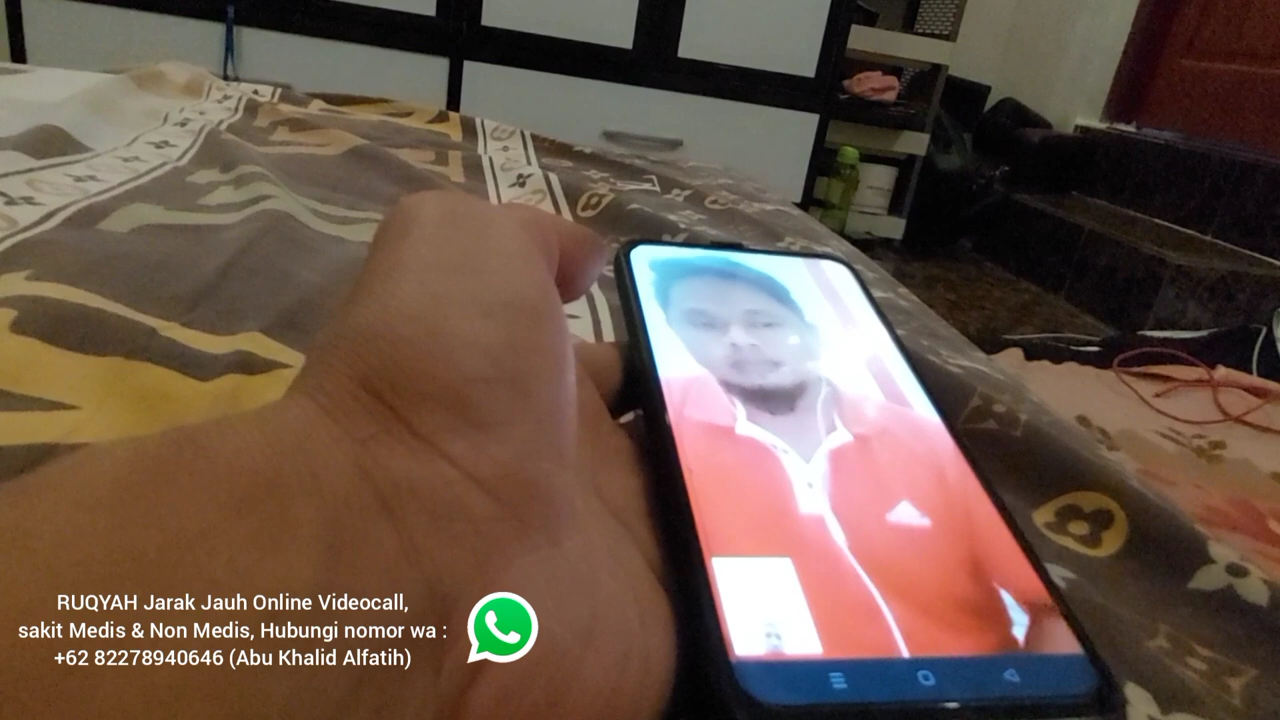 RUQYAH Jarak Jauh Online Videocall,
sakit Medis & Non Medis, Hubungi nomor wa :
+62 82278940646 (Abu Khalid Alfatih)